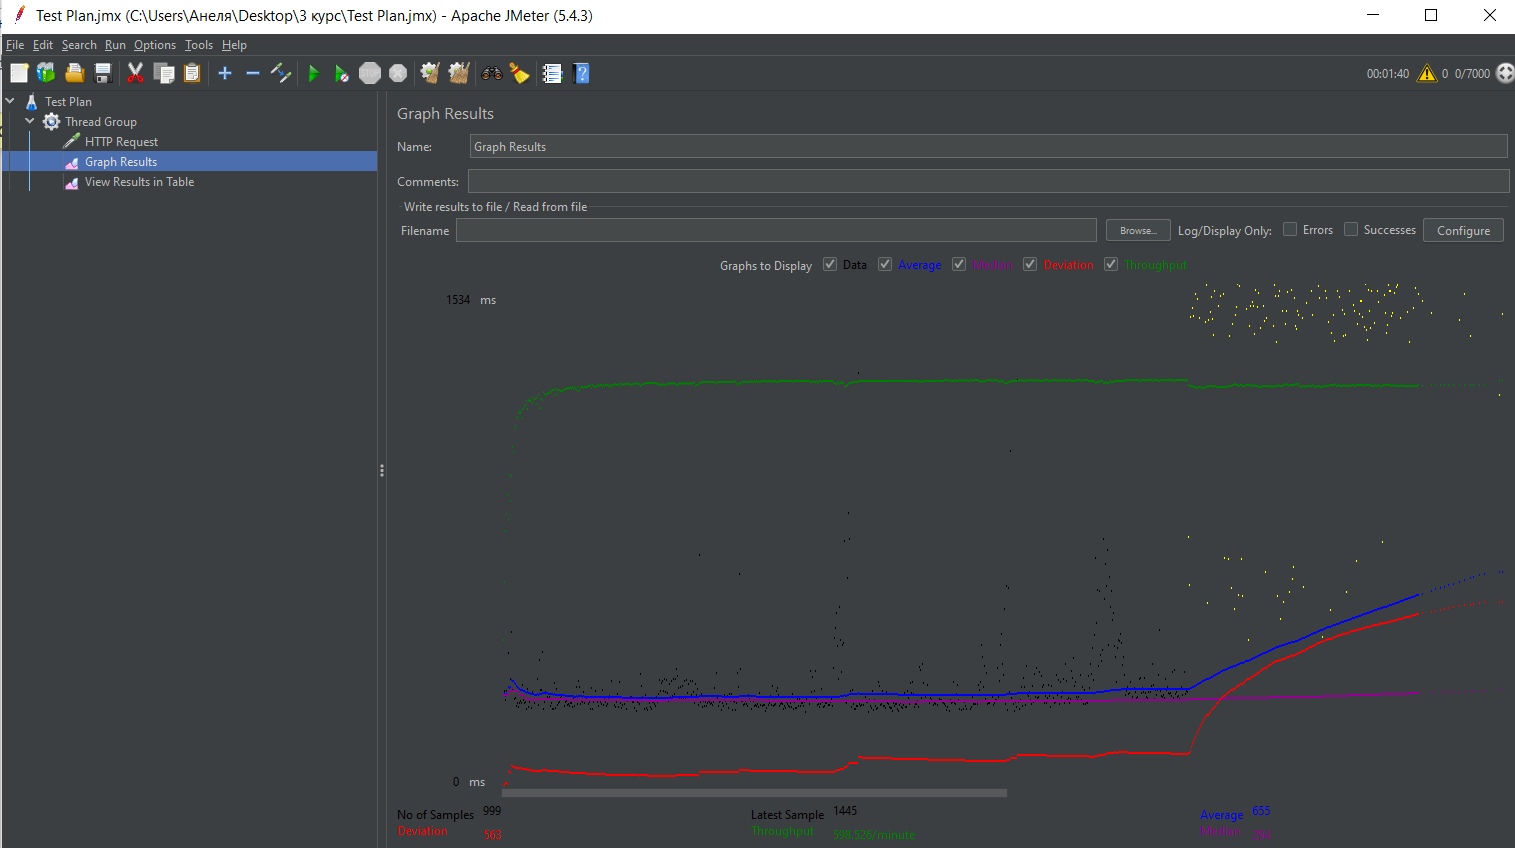 Test Plan.jmx (C:\Users\Анеля\Desktop\3 курс\Test Plan.jmx) - Apache JMeter (5.4.3)
File Edit Search Run Options Tools Help
STOP
00:01:40 0 0/7000
Test Plan
Thread Group
HTTP Request
Graph Results
View Results in Table
Graph Results
Name: Graph Results
Comments:
Write results to file / Read from file
Filename Browse... Log/Display Only: Errors Successes Configure
Graphs to Display Data Average Median Deviation Throughput
1534 ms
0 ms
No of Samples 999 Latest Sample 1445 Average 655
Deviation 563 Throughput 598.526/minute Median